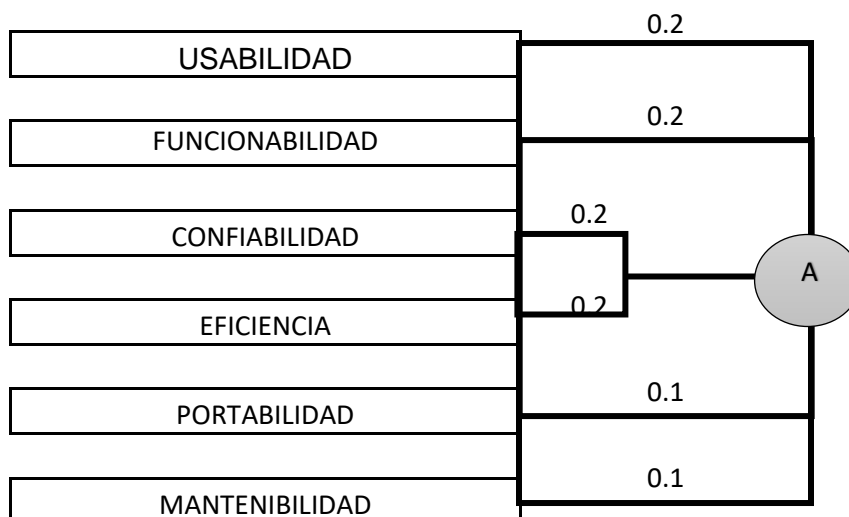 0.2
USABILIDAD
0.2
FUNCIONABILIDAD
0.2
CONFIABILIDAD
A
0.2
EFICIENCIA
0.1
PORTABILIDAD
0.1
MANTENIBILIDAD